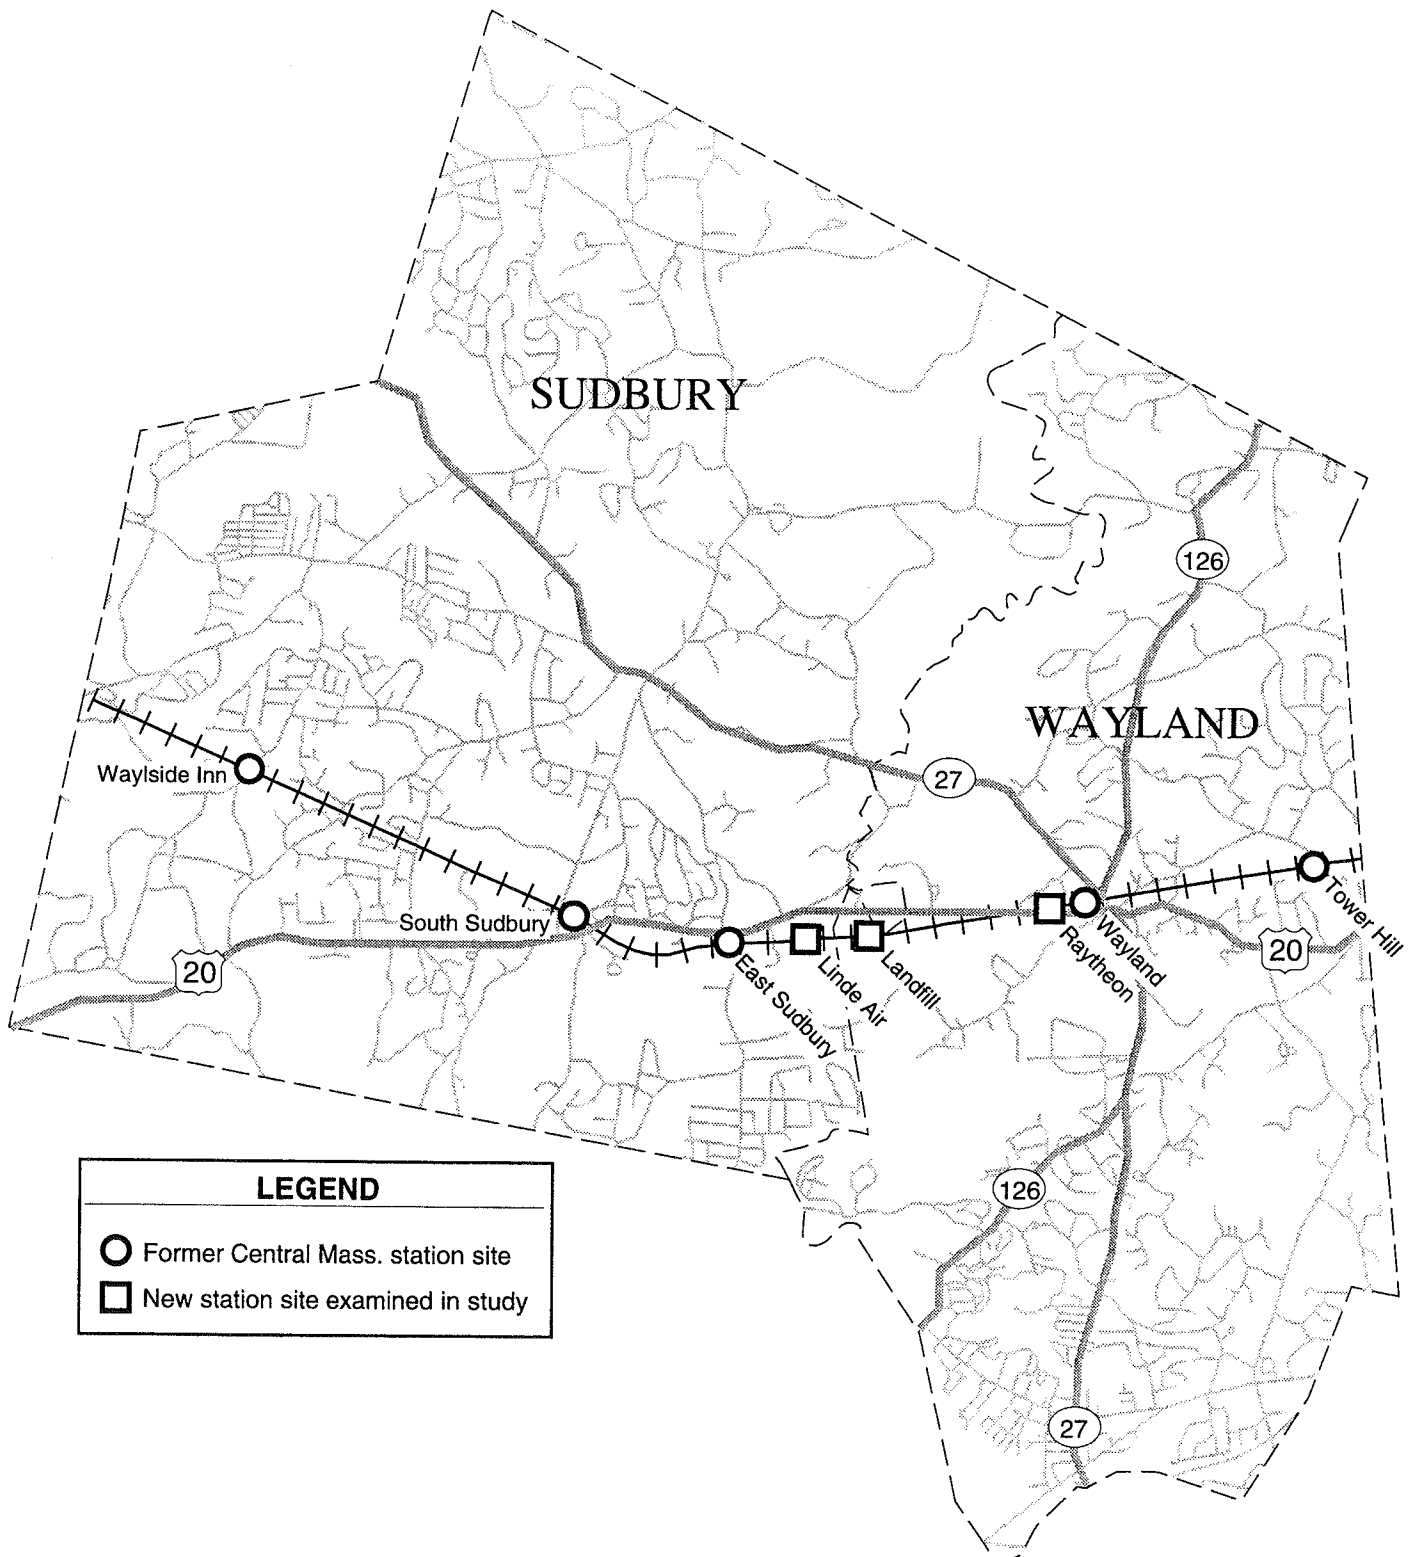 SUDBURY
126
WAYLAND
27
Waylside Inn
South Sudbury
20
East Sudbury
Linde Air
Landfill
Raytheon
Wayland
Tower Hill
20
126
27
LEGEND
Former Central Mass. station site
New station site examined in study